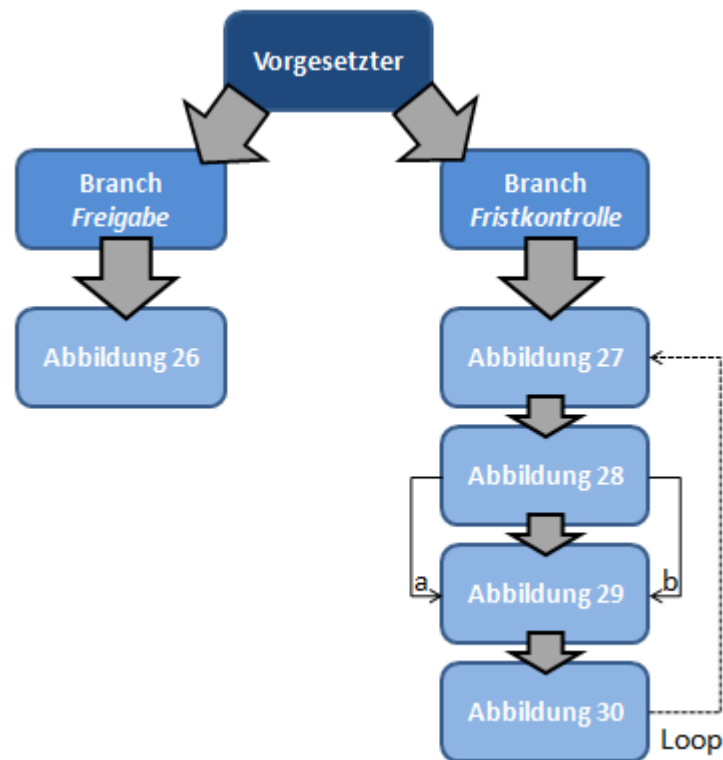 Vorgesetzter
Branch
Freigabe
Abbildung 26
Branch
Fristkontrolle
Abbildung 27
Abbildung 28
a
b
Abbildung 29
Abbildung 30
Loop